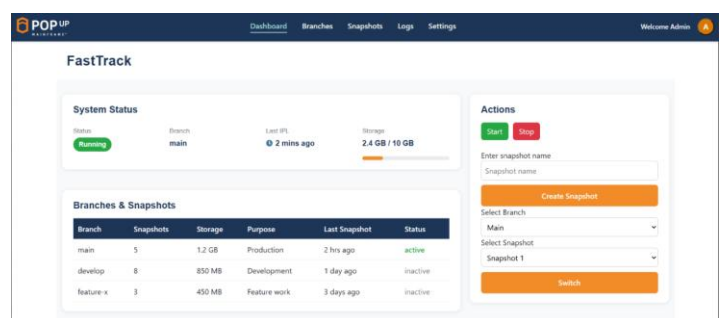 POP UP
MAINFRAME
Dashboard Branches Snapshots Logs Settings
Welcome Admin A
FastTrack
System Status
Status Branch Last IPL Storage
Running main 2 mins ago 2.4 GB / 10 GB
Branches & Snapshots
Branch Snapshots Storage Purpose Last Snapshot Status
main 5 1.2 GB Production 2 hrs ago active
develop 8 850 MB Development 1 day ago inactive
feature-x 3 450 MB Feature work 3 days ago inactive
Actions
Start Stop
Enter snapshot name
Snapshot name
Create Snapshot
Select Branch
Main
Select Snapshot
Snapshot 1
Switch